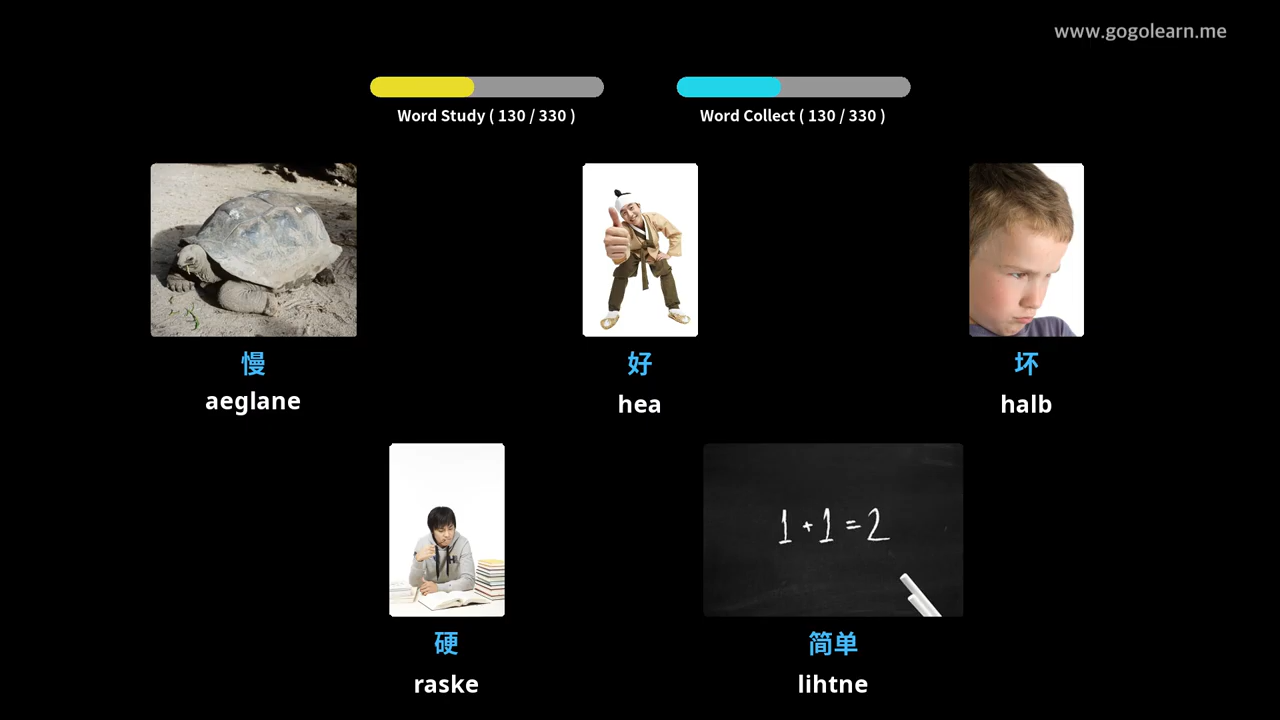 www.gogolearn.me
Word Study ( 130 / 330 )
Word Collect ( 130 / 330 )
慢
aeglane
好
hea
坏
halb
1 + 1 = 2
硬
raske
简单
lihtne